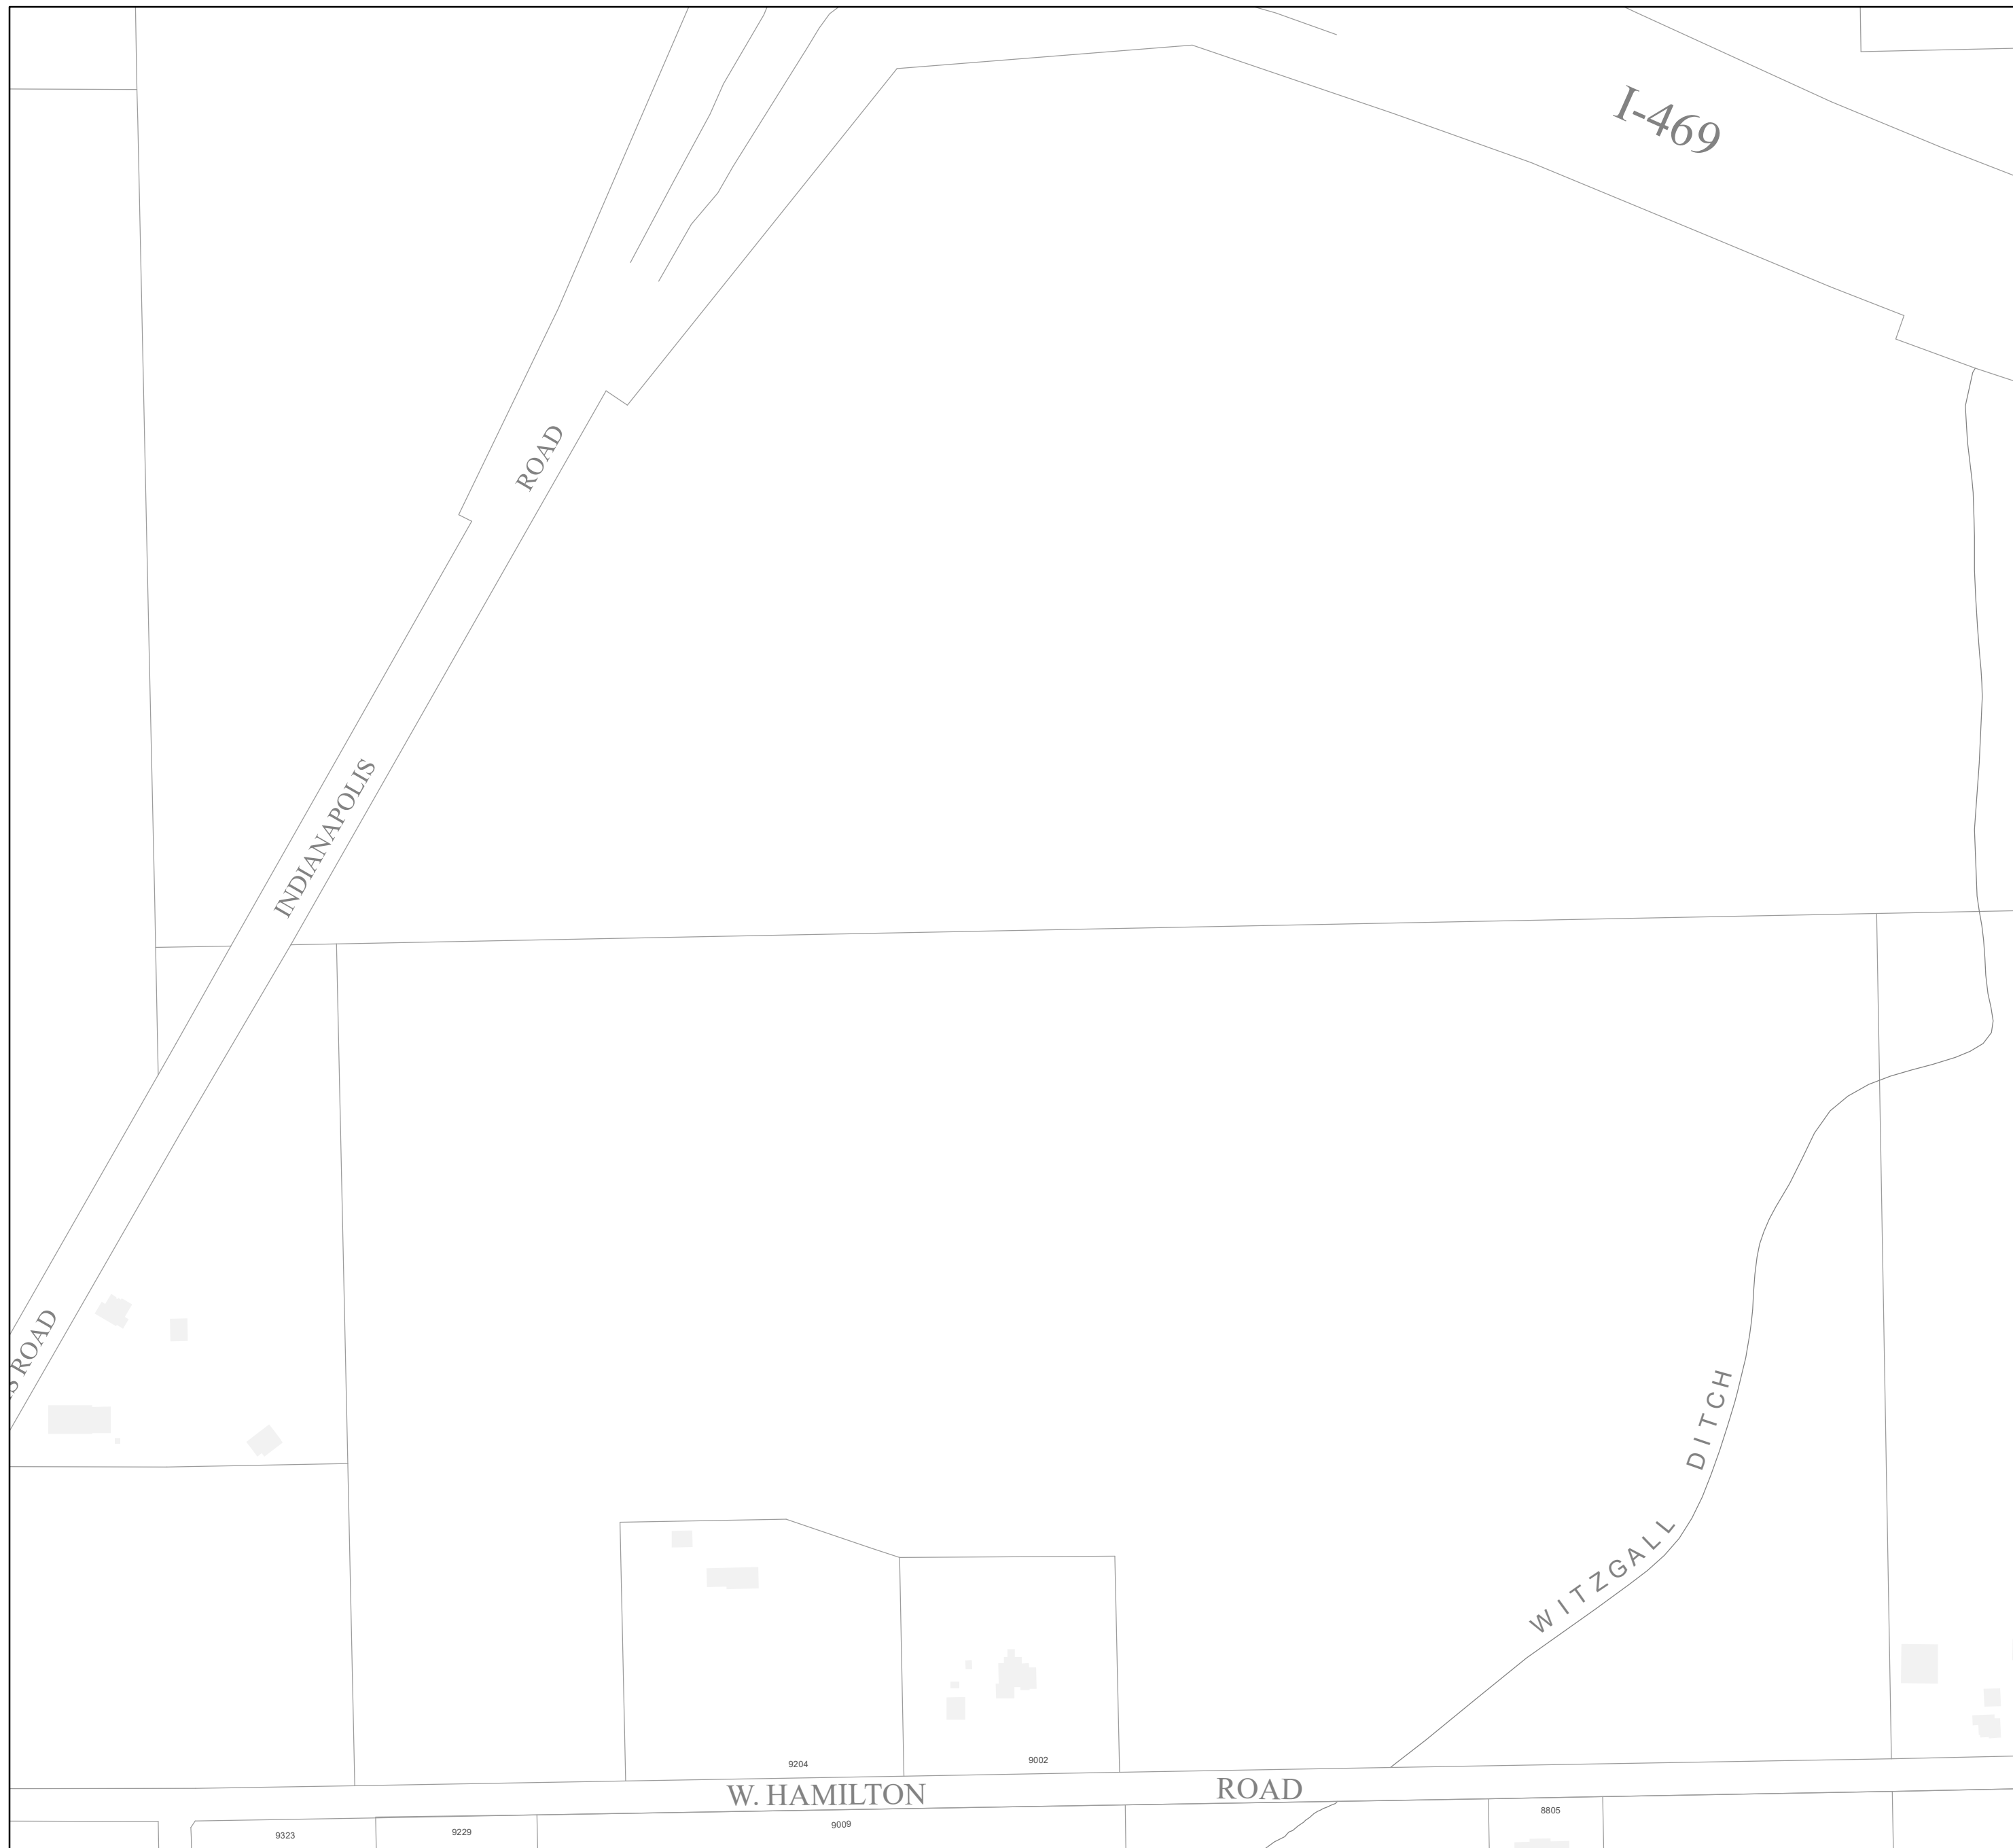 I-469
ROAD
INDIANAPOLIS
S ROAD
DITCH
WITZGALL
9204
9002
W. HAMILTON ROAD
8805
9009
9229
9323